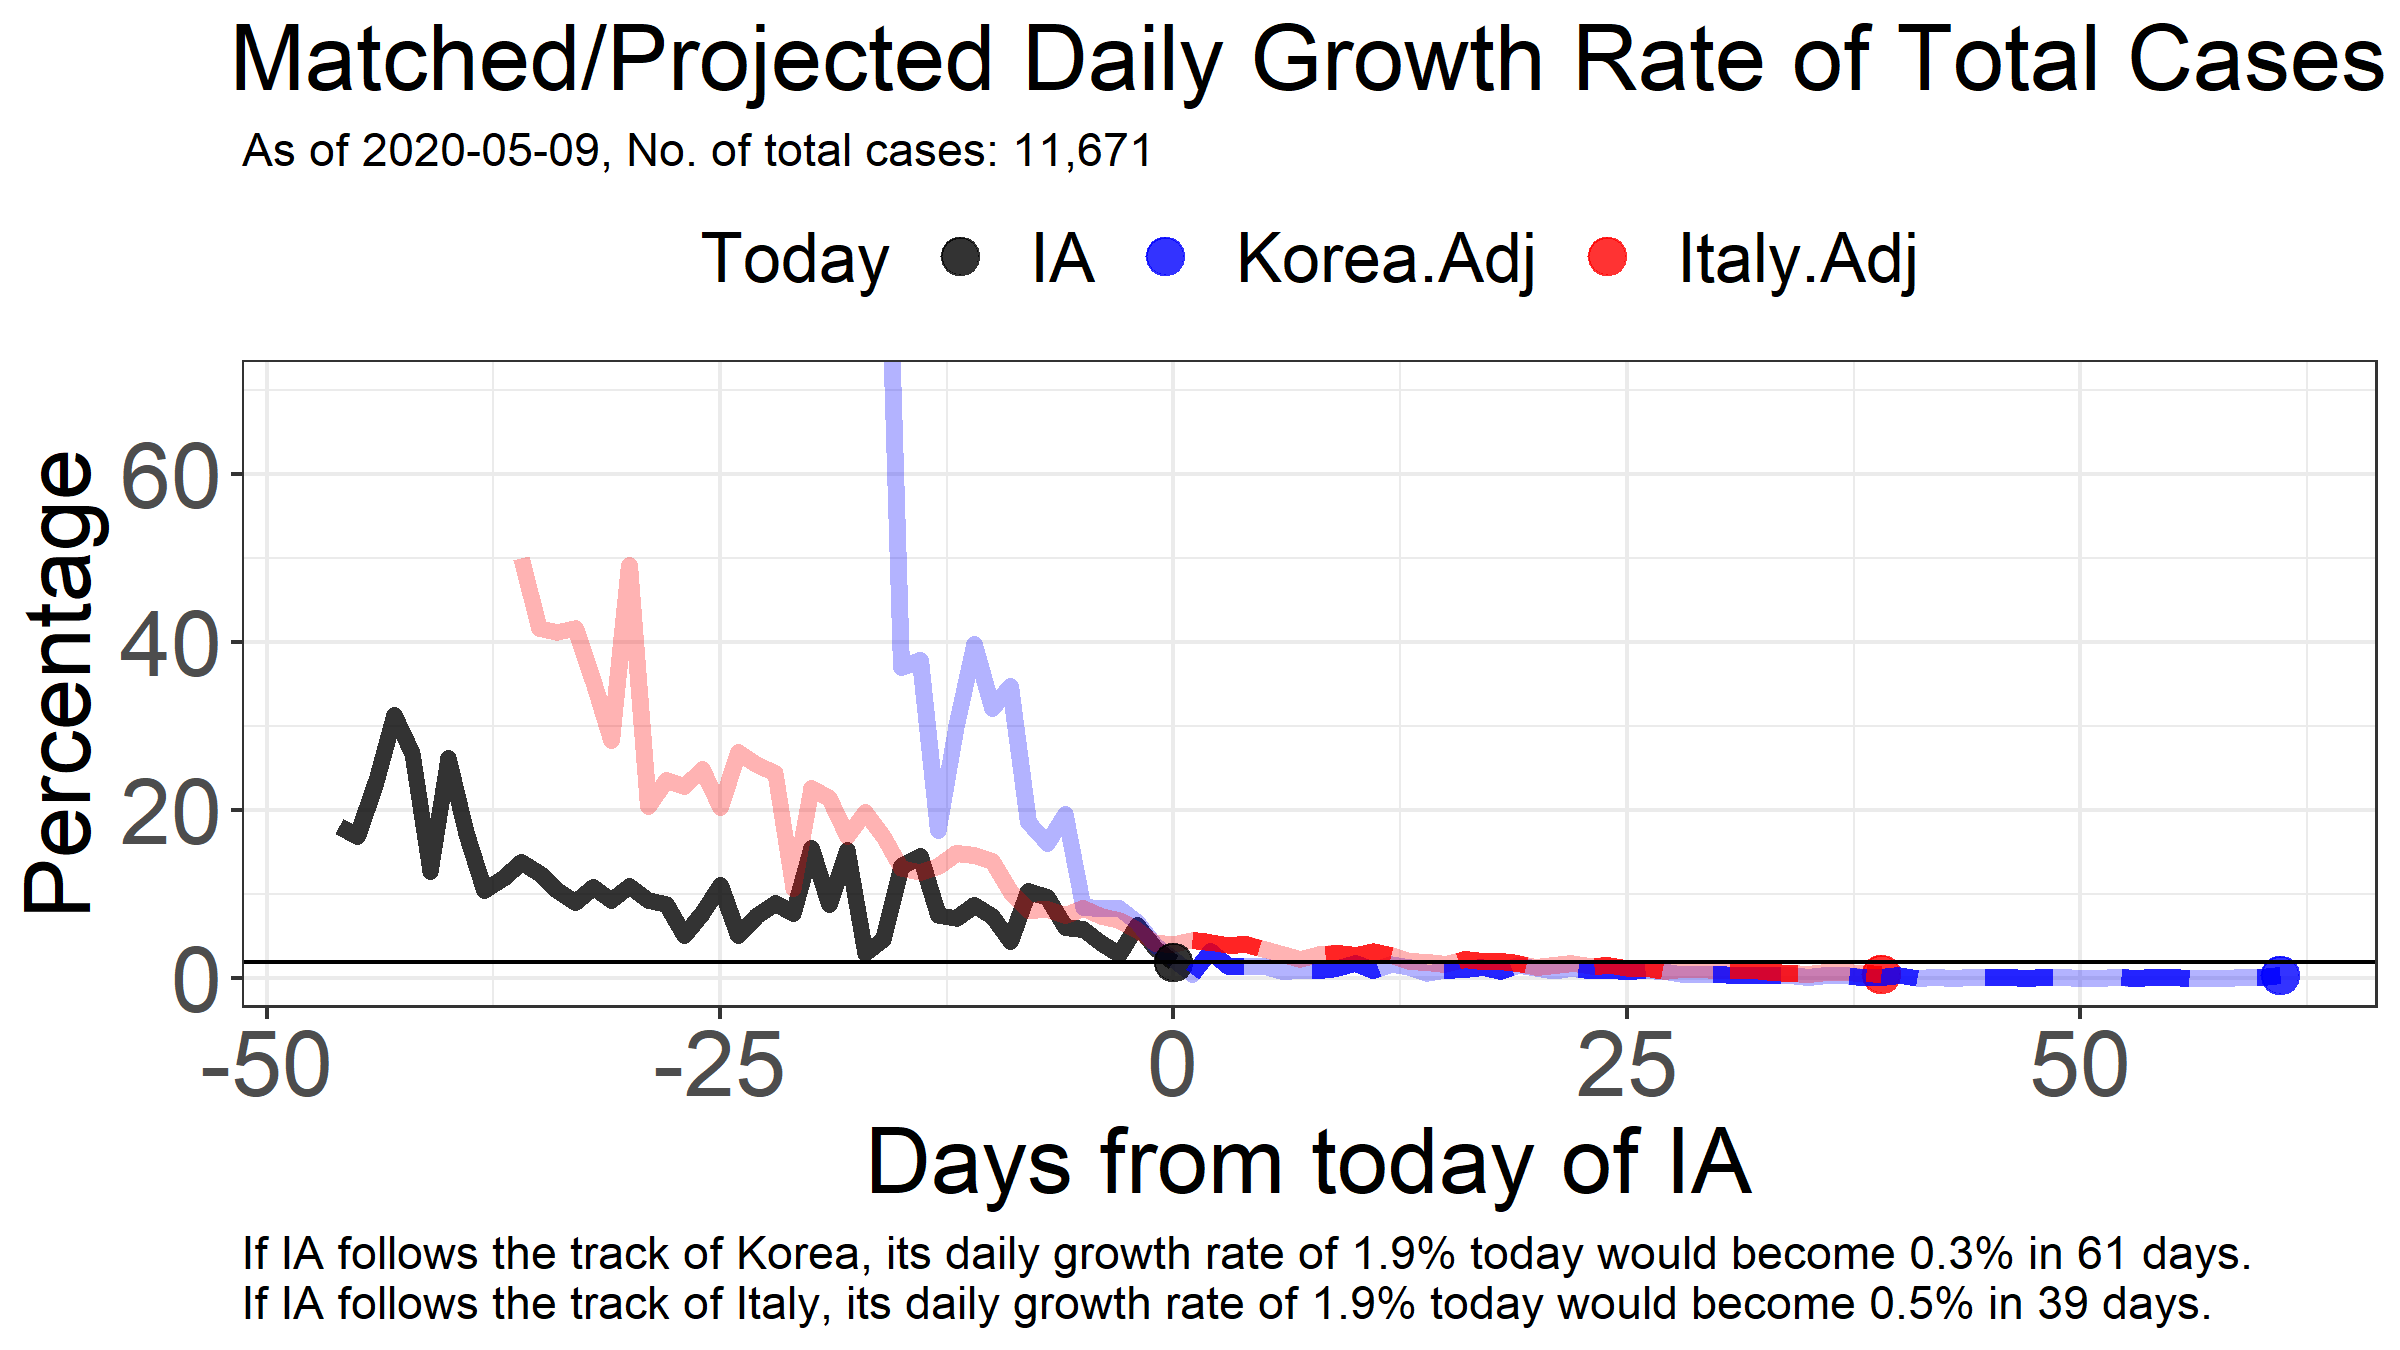 Matched/Projected Daily Growth Rate of Total Cases
As of 2020-05-09, No. of total cases: 11,671
Today IA Korea.Adj Italy.Adj
Percentage
60
40
20
0
-50 -25 0 25 50
Days from today of IA
If IA follows the track of Korea, its daily growth rate of 1.9% today would become 0.3% in 61 days.
If IA follows the track of Italy, its daily growth rate of 1.9% today would become 0.5% in 39 days.